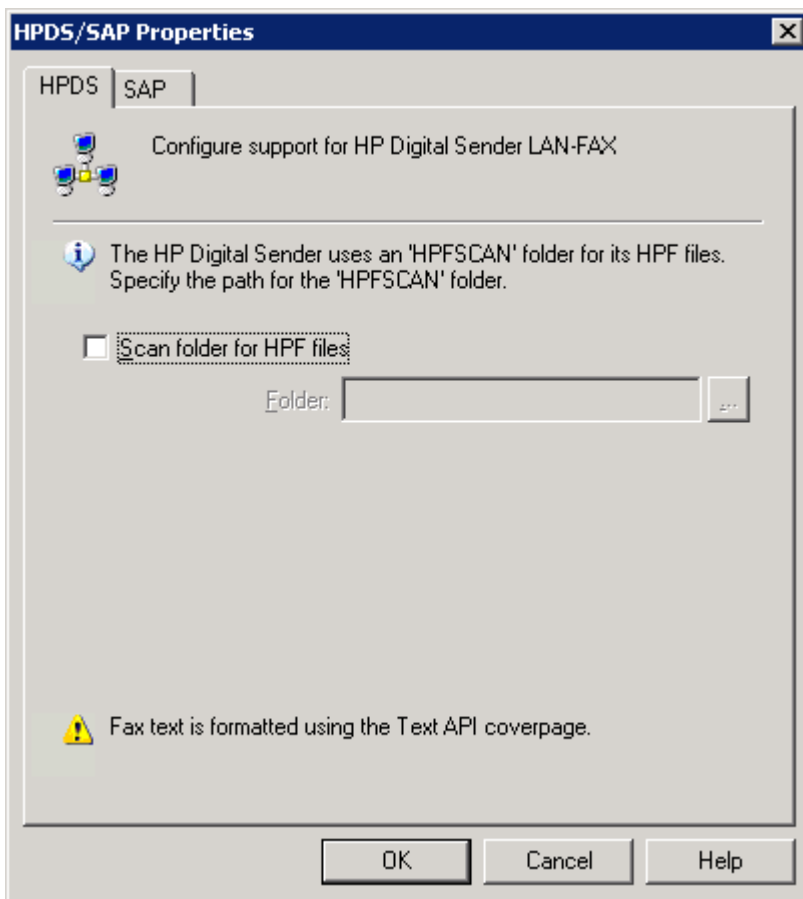 HPDS/SAP Properties
HPDS
SAP
Configure support for HP Digital Sender LAN-FAX
The HP Digital Sender uses an 'HPFSCAN' folder for its HPF files.
Specify the path for the 'HPFSCAN' folder.
Scan folder for HPF files
Folder:
...
Fax text is formatted using the Text API coverpage.
OK
Cancel
Help